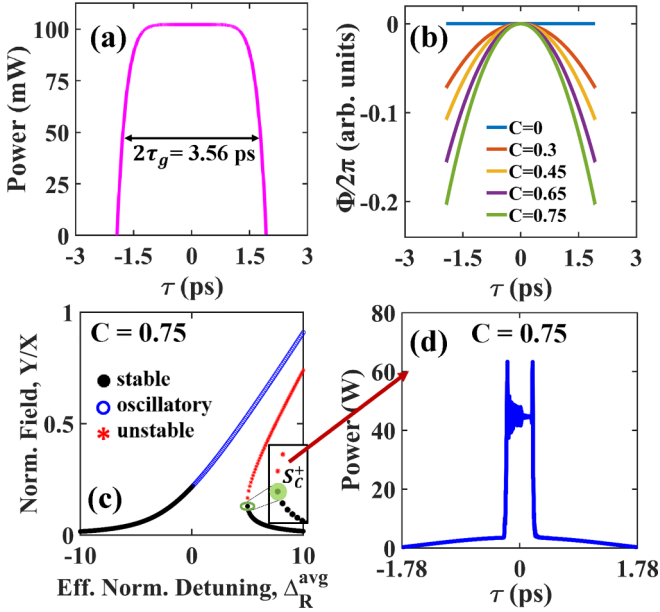 (a)
Power (mW)
100
50
0
2τg = 3.56 ps
-3 -1.5 0 1.5 3
τ (ps)
(b)
Φ/2π (arb. units)
0
-0.1
-0.2
C=0
C=0.3
C=0.45
C=0.65
C=0.75
-3 -1.5 0 1.5 3
τ (ps)
C = 0.75
Norm. Field, Y/X
1
0.5
0
stable
oscillatory
unstable
(c)
S_C^+
-10 0 10
Eff. Norm. Detuning, Δ_R^avg
C = 0.75
(d)
Power (W)
80
60
40
20
0
-1.78 0 1.78
τ (ps)